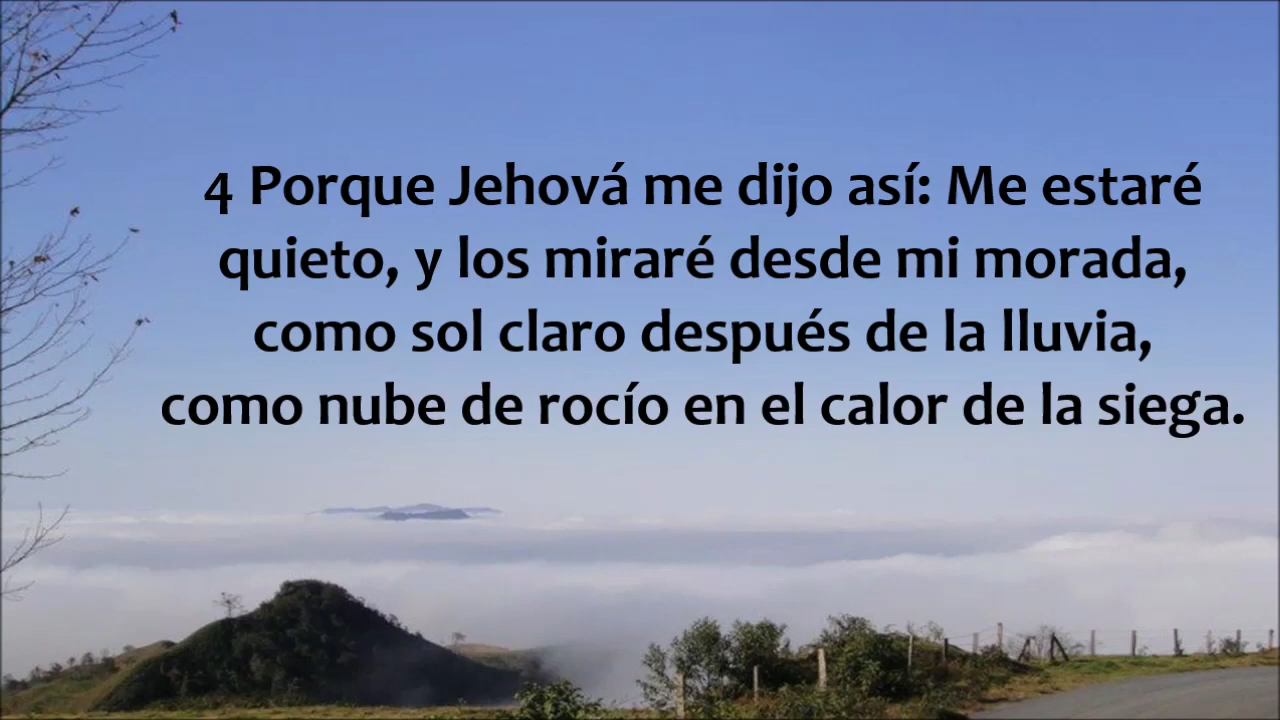 4 Porque Jehová me dijo así: Me estaré
quieto, y los miraré desde mi morada,
como sol claro después de la lluvia,
como nube de rocío en el calor de la siega.